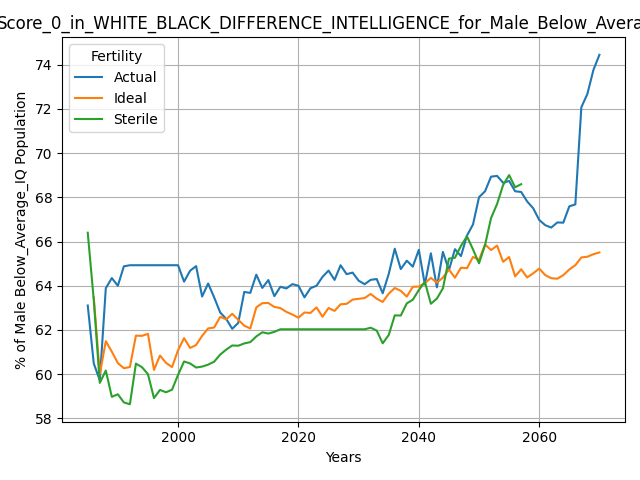 Score_0_in_WHITE_BLACK_DIFFERENCE_INTELLIGENCE_for_Male_Below_Avera
Fertility
Actual
Ideal
Sterile
% of Male Below_Average_IQ Population
74
72
70
68
66
64
62
60
58
2000
2020
2040
2060
Years